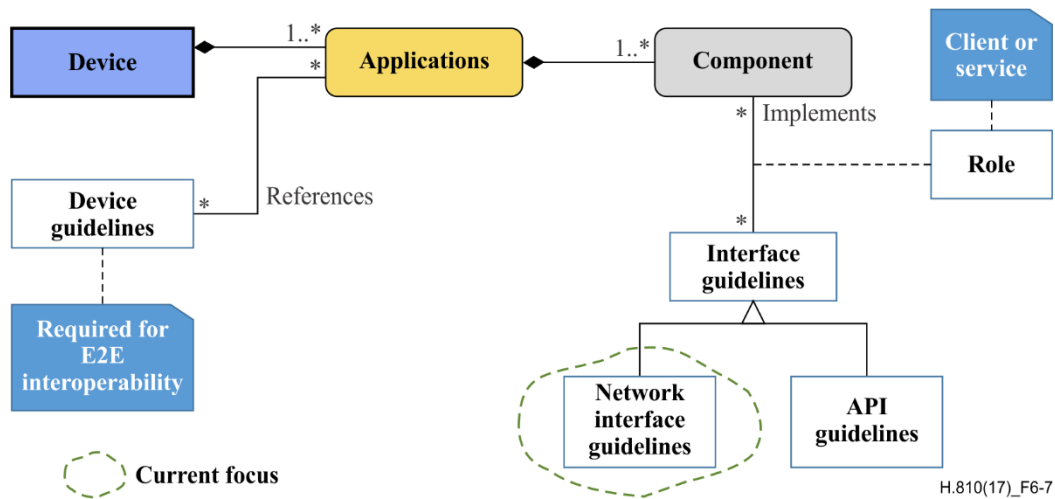 Device
1..*
*
Applications
1..*
Component
Client or
service
*
Implements
Role
Device
guidelines
*
References
*
Interface
guidelines
Required for
E2E
interoperability
Network
interface
guidelines
API
guidelines
Current focus
H.810(17)_F6-7